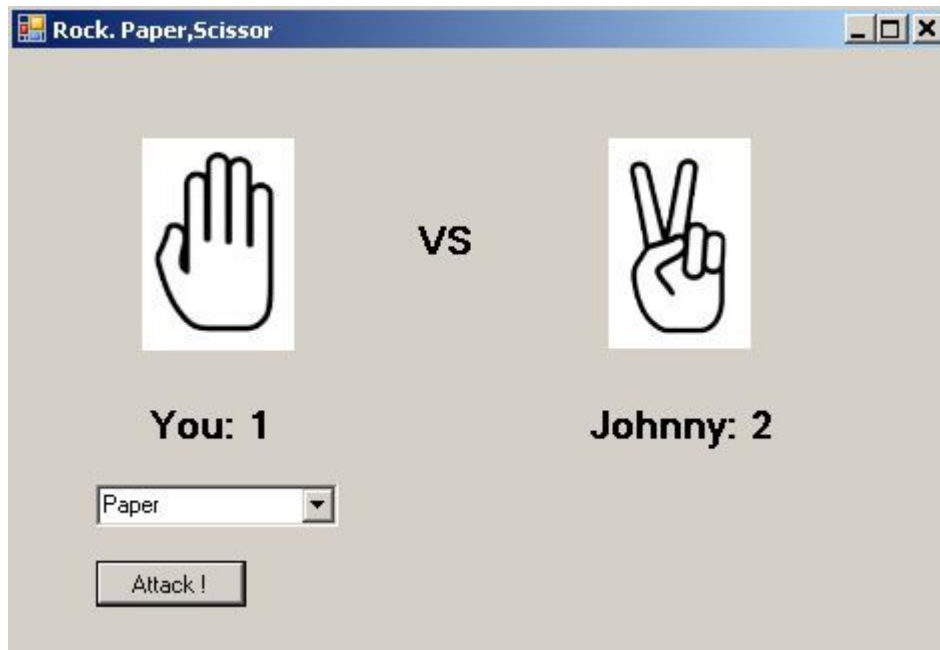 Rock. Paper,Scissor
VS
You: 1
Johnny: 2
Paper
Attack !